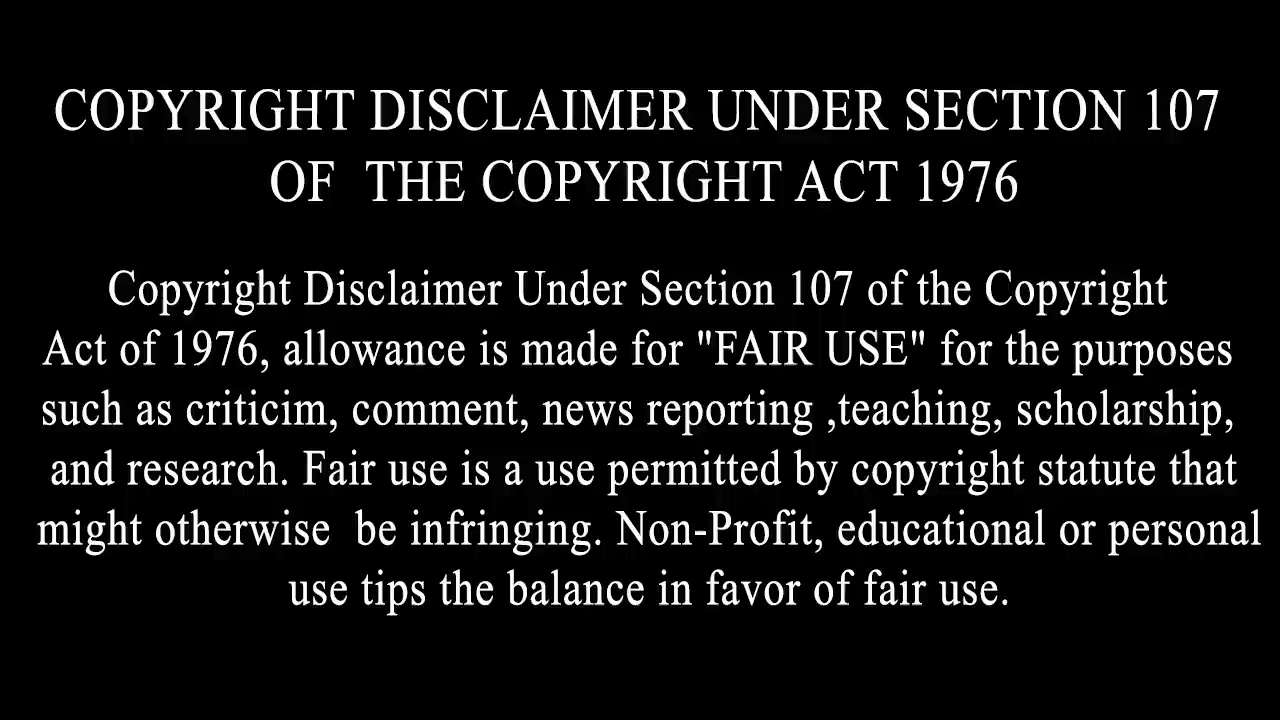 COPYRIGHT DISCLAIMER UNDER SECTION 107
OF  THE COPYRIGHT ACT 1976
Copyright Disclaimer Under Section 107 of the Copyright
Act of 1976, allowance is made for "FAIR USE" for the purposes
such as criticim, comment, news reporting ,teaching, scholarship,
and research. Fair use is a use permitted by copyright statute that
might otherwise  be infringing. Non-Profit, educational or personal
use tips the balance in favor of fair use.